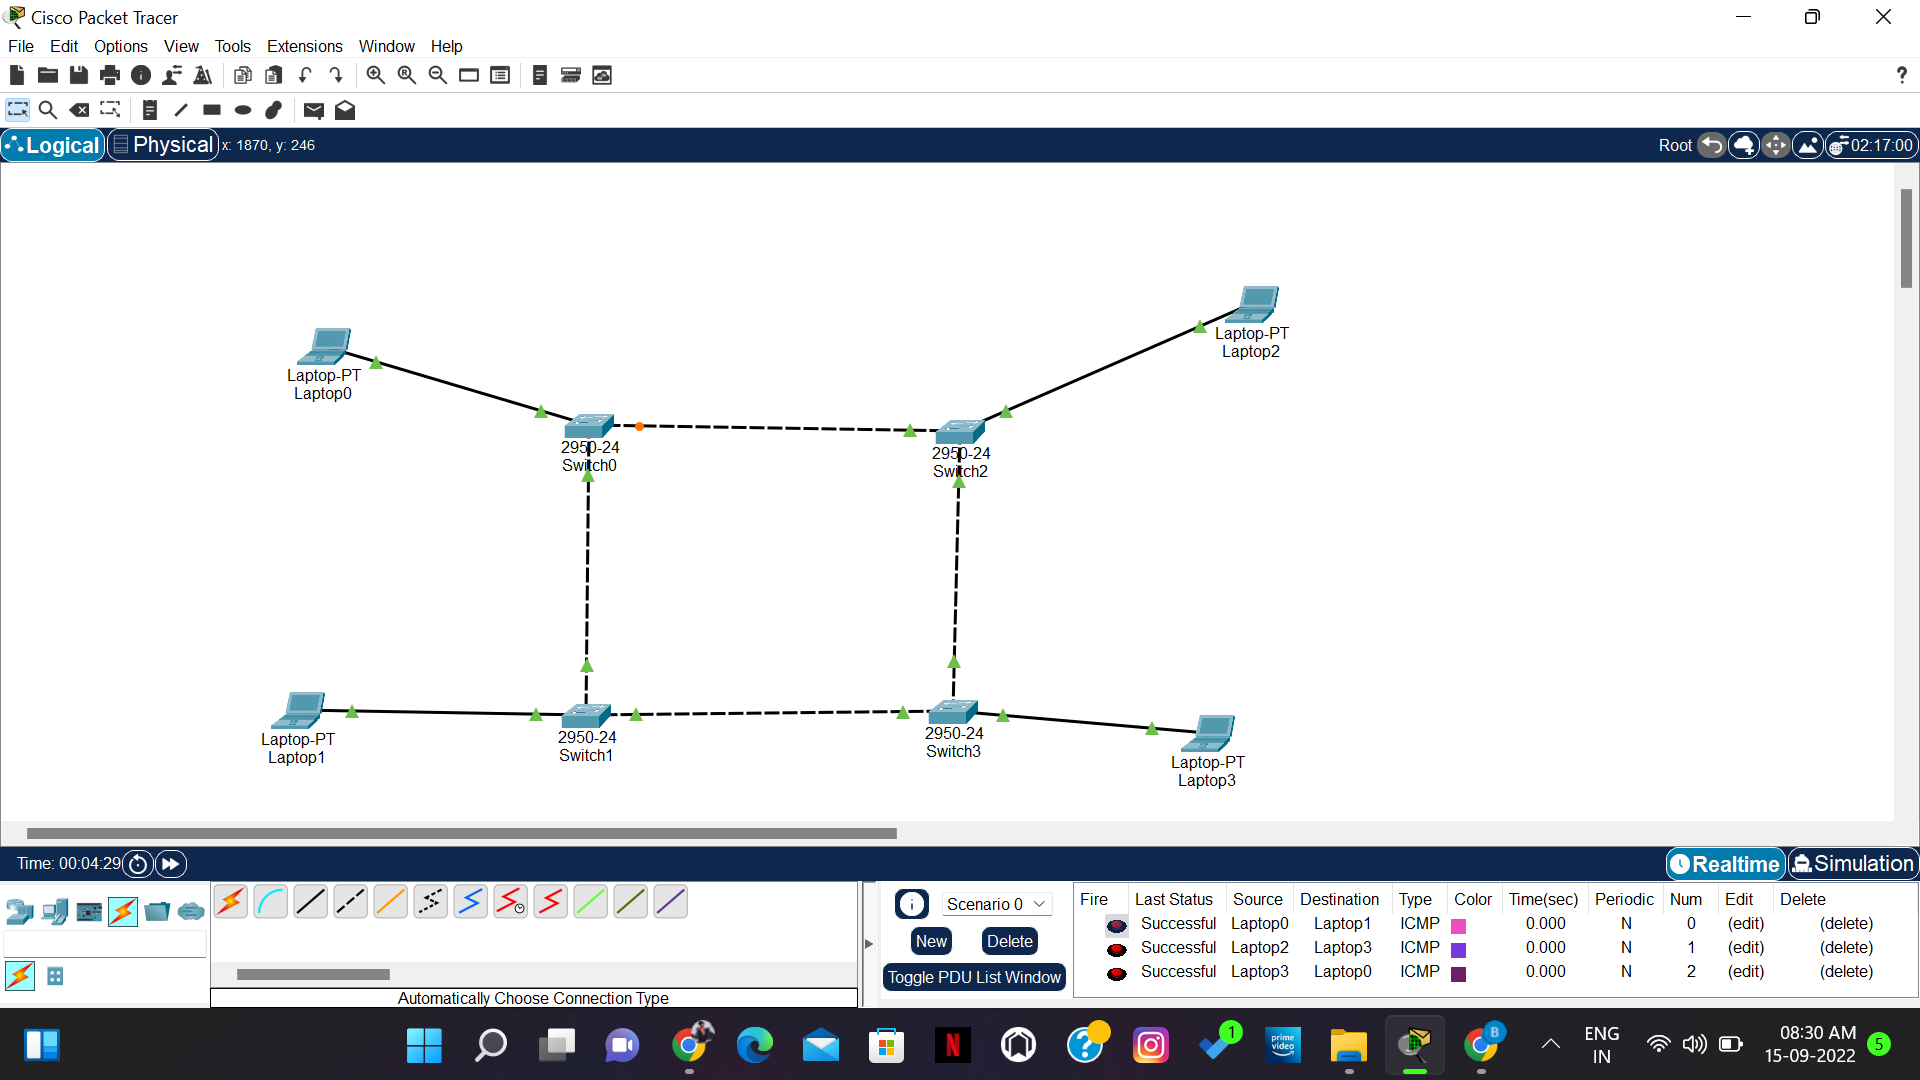 Cisco Packet Tracer
File Edit Options View Tools Extensions Window Help
?
Logical Physical x: 1870, y: 246 Root 02:17:00
Laptop-PT
Laptop2
Laptop-PT
Laptop0
2950-24
Switch0
2950-24
Switch2
Laptop-PT
Laptop1
2950-24
Switch1
2950-24
Switch3
Laptop-PT
Laptop3
Time: 00:04:29 Realtime Simulation
Scenario 0
New Delete
Toggle PDU List Window
Fire Last Status Source Destination Type Color Time(sec) Periodic Num Edit Delete
Successful Laptop0 Laptop1 ICMP 0.000 N 0 (edit) (delete)
Successful Laptop2 Laptop3 ICMP 0.000 N 1 (edit) (delete)
Successful Laptop3 Laptop0 ICMP 0.000 N 2 (edit) (delete)
Automatically Choose Connection Type
N
?
1
prime video
B
ENG
IN
08:30 AM
15-09-2022
5